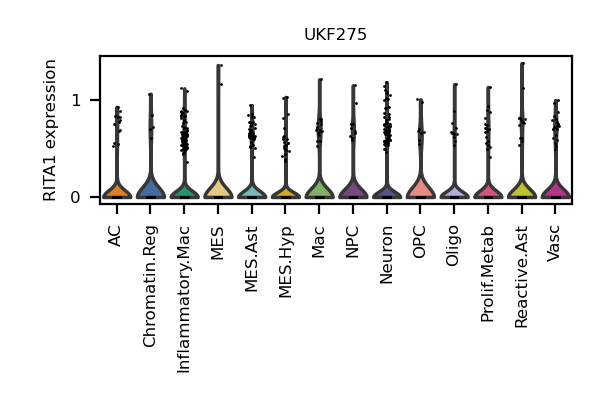 UKF275
RITA1 expression
1
0
AC
Chromatin.Reg
Inflammatory.Mac
MES
MES.Ast
MES.Hyp
Mac
NPC
Neuron
OPC
Oligo
Prolif.Metab
Reactive.Ast
Vasc